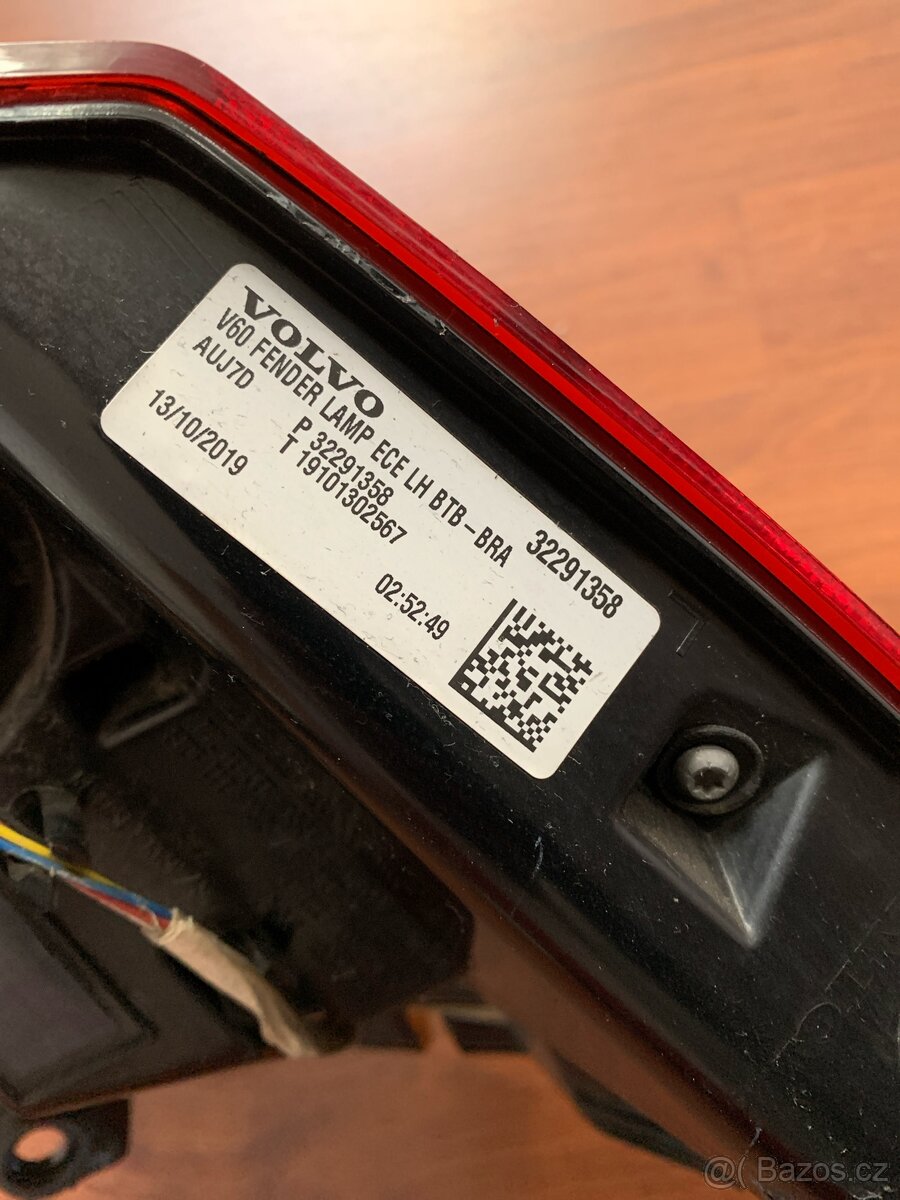 VOLVO
V60 FENDER LAMP ECE LH BTB-BRA 32291358
AUJ7D P 32291358
T 19101302567
13/10/2019 02:52:49
@( Bazos.cz